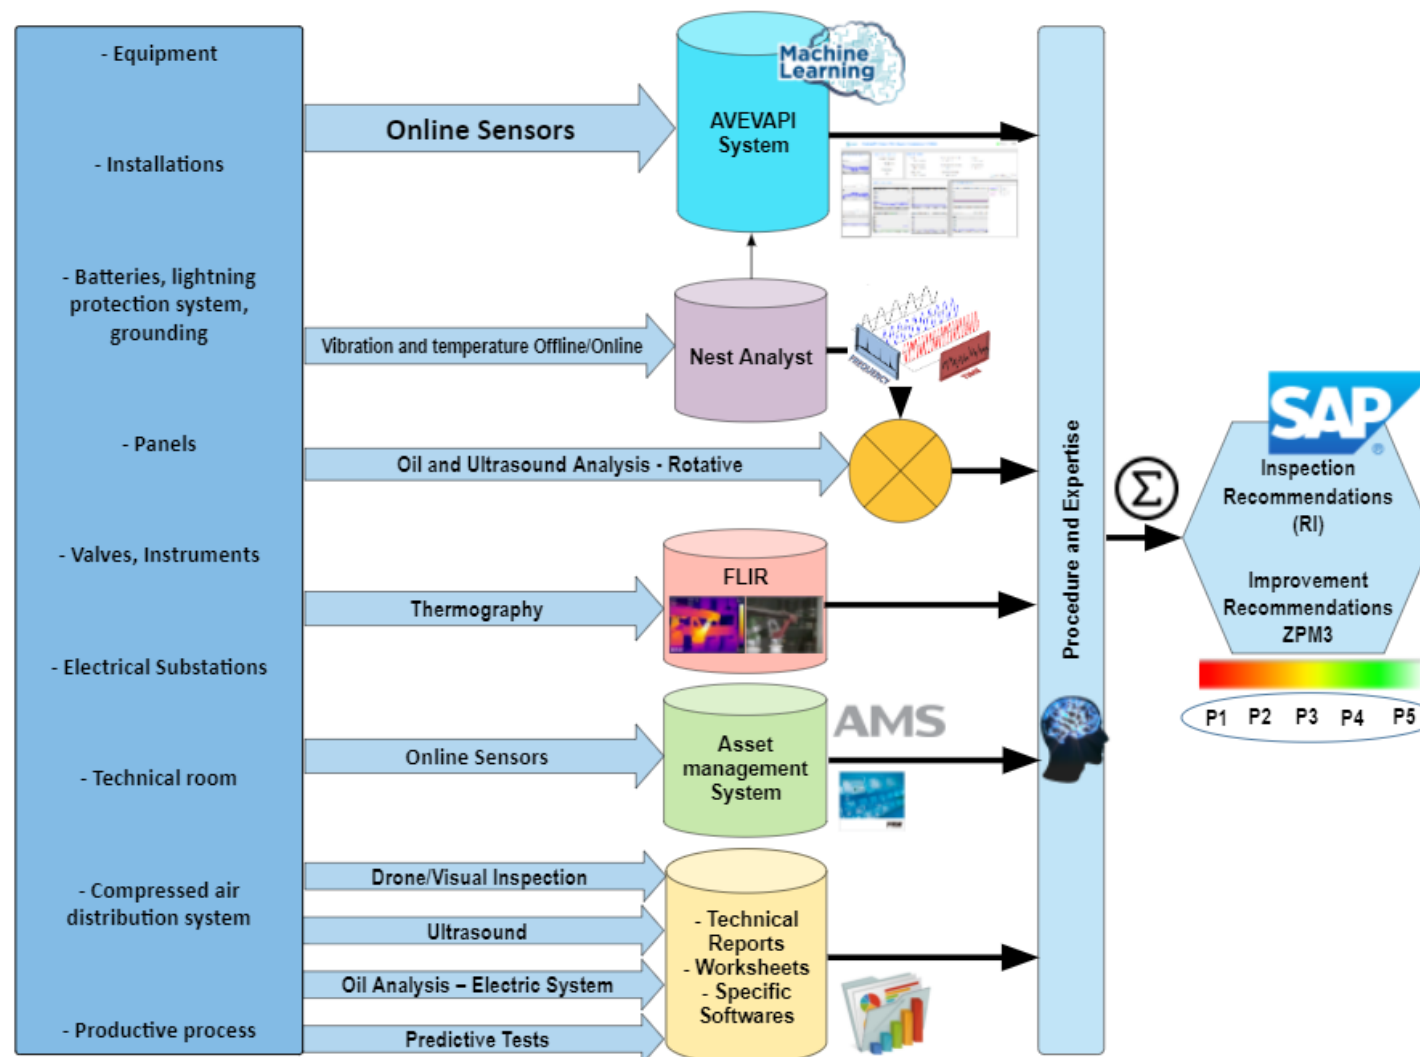 - Equipment
- Installations
- Batteries, lightning
protection system,
grounding
- Panels
- Valves, Instruments
- Electrical Substations
- Technical room
- Compressed air
distribution system
- Productive process
Online Sensors
Vibration and temperature Offline/Online
Oil and Ultrasound Analysis - Rotative
Thermography
Online Sensors
Drone/Visual Inspection
Ultrasound
Oil Analysis – Electric System
Predictive Tests
Machine
Learning
AVEVAPI
System
Nest Analyst
FREQUENCY
TIME
FLIR
Asset
management
System
AMS
- Technical
Reports
- Worksheets
- Specific
Softwares
Procedure and Expertise
Σ
SAP
®
Inspection
Recommendations
(RI)
Improvement
Recommendations
ZPM3
P1 P2 P3 P4 P5